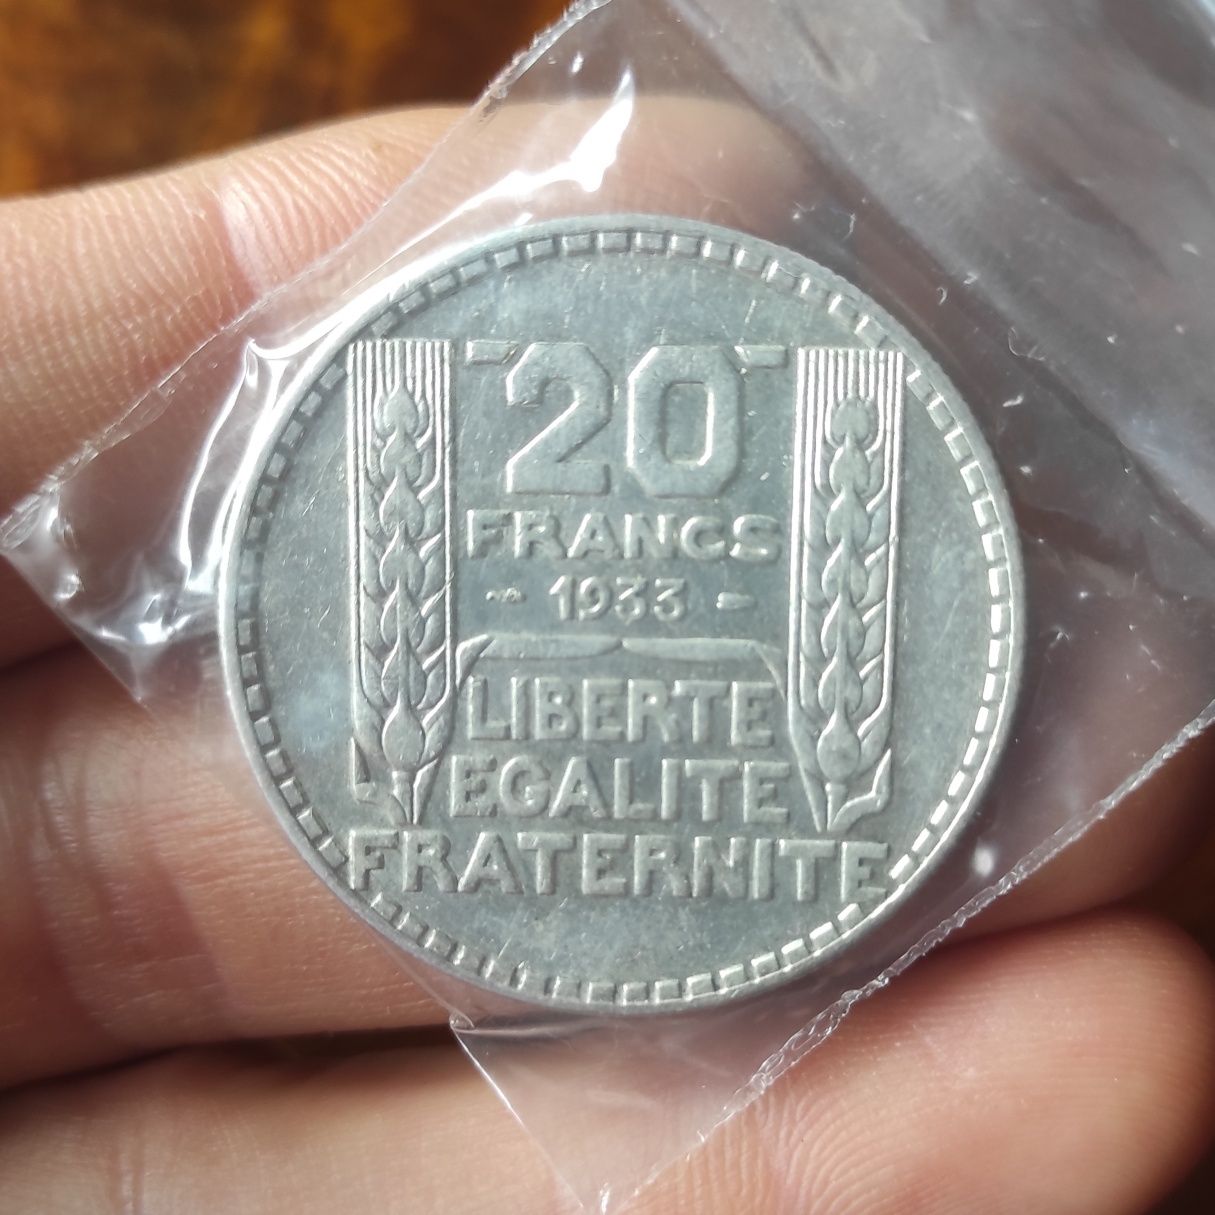 20
FRANCS
- 1933 -
LIBERTE
EGALITE
FRATERNITE